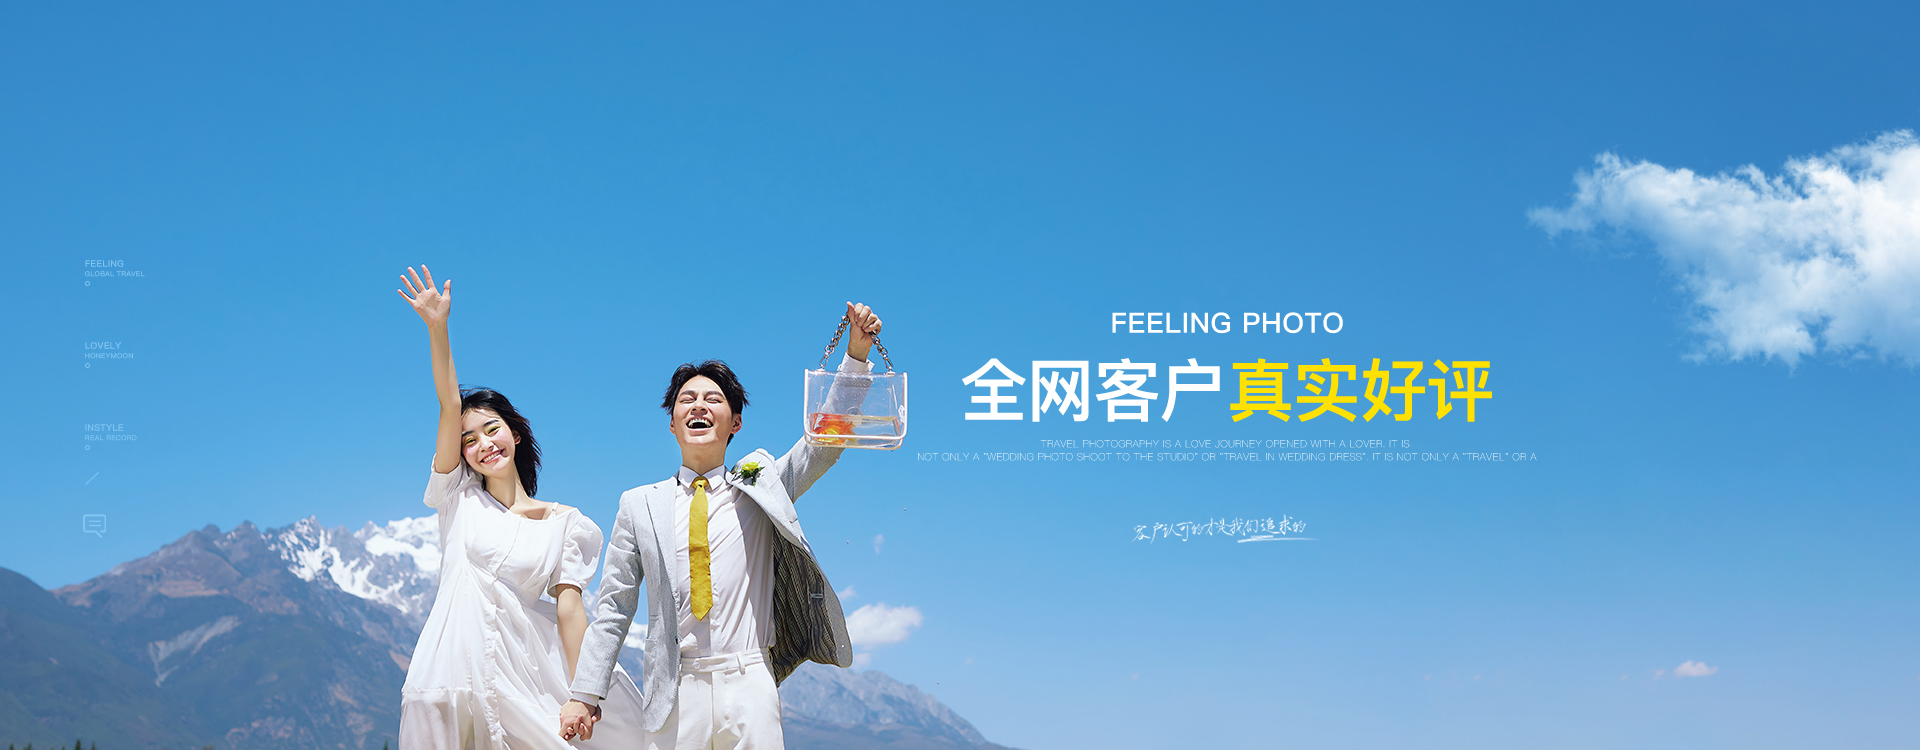 FEELING
GLOBAL TRAVEL
LOVELY
HONEYMOON
INSTYLE
REAL RECORD
FEELING PHOTO
全网客户真实好评
TRAVEL PHOTOGRAPHY IS A LOVE JOURNEY OPENED WITH A LOVER. IT IS
NOT ONLY A "WEDDING PHOTO SHOOT TO THE STUDIO" OR "TRAVEL IN WEDDING DRESS". IT IS NOT ONLY A "TRAVEL" OR A
客户认可的才是我们追求的